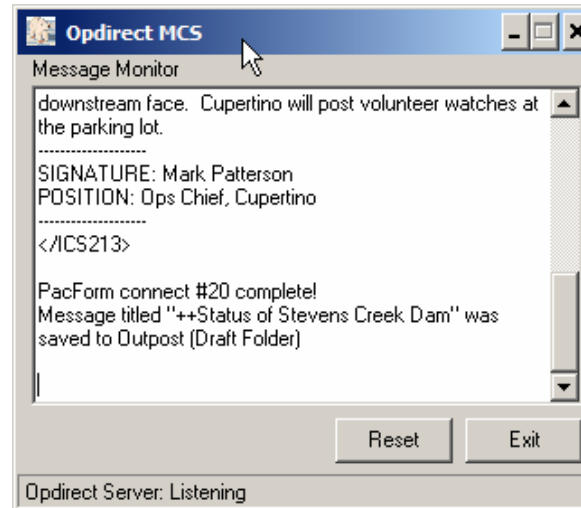 Opdirect MCS
Message Monitor
downstream face.  Cupertino will post volunteer watches at
the parking lot.
--------------------
SIGNATURE: Mark Patterson
POSITION: Ops Chief, Cupertino
--------------------
</ICS213>
PacForm connect #20 complete!
Message titled "++Status of Stevens Creek Dam" was
saved to Outpost (Draft Folder)
Reset
Exit
Opdirect Server: Listening